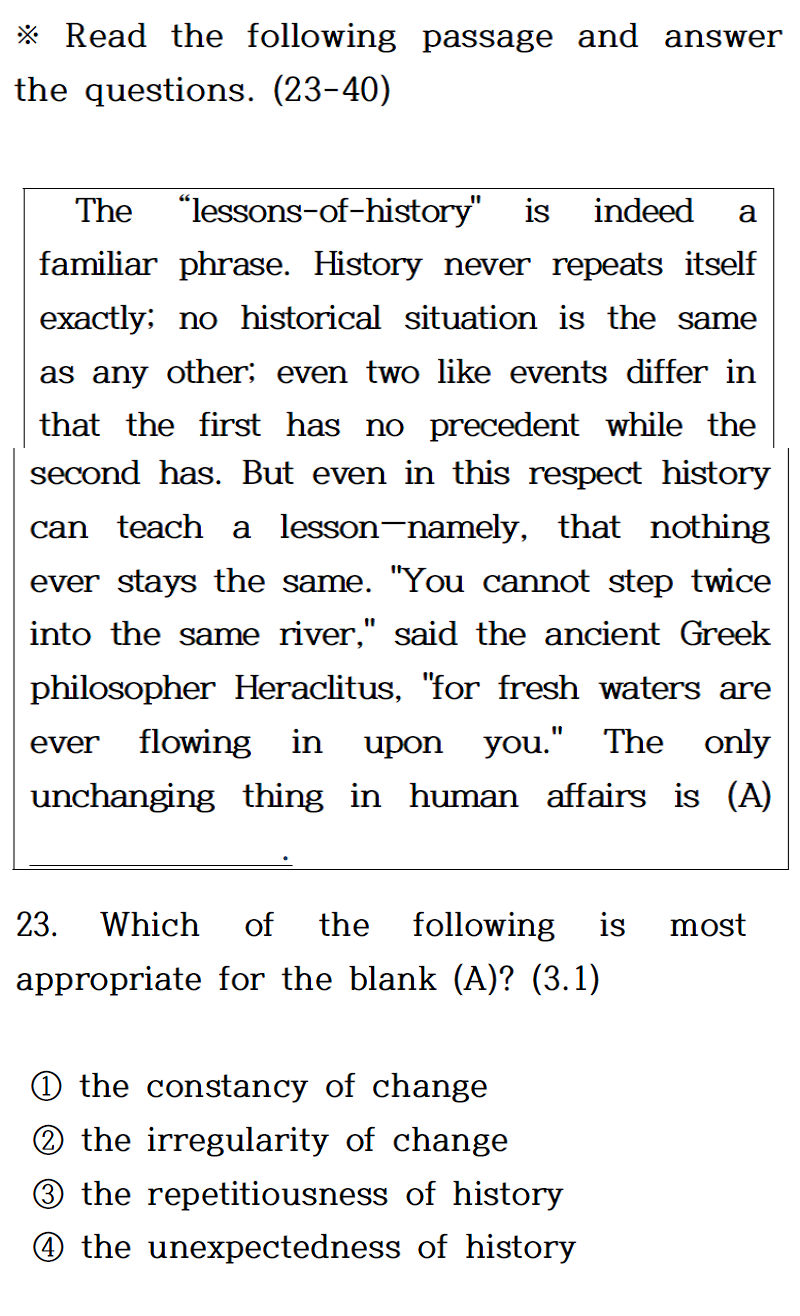 ※ Read the following passage and answer
the questions. (23-40)
The “lessons-of-history" is indeed a
familiar phrase. History never repeats itself
exactly; no historical situation is the same
as any other; even two like events differ in
that the first has no precedent while the
second has. But even in this respect history
can teach a lesson—namely, that nothing
ever stays the same. "You cannot step twice
into the same river," said the ancient Greek
philosopher Heraclitus, "for fresh waters are
ever flowing in upon you." The only
unchanging thing in human affairs is (A)
______________.
23. Which of the following is most
appropriate for the blank (A)? (3.1)
① the constancy of change
② the irregularity of change
③ the repetitiousness of history
④ the unexpectedness of history